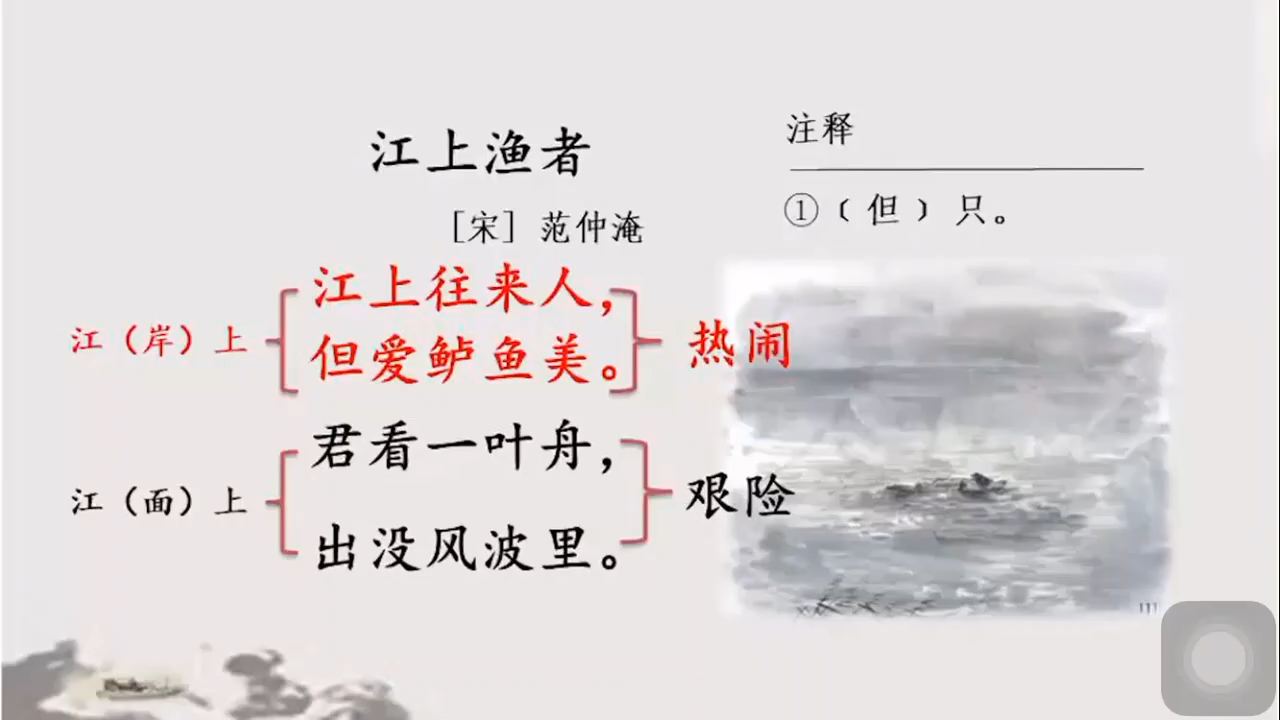 江上渔者
[宋] 范仲淹
江上往来人，
但爱鲈鱼美。
君看一叶舟，
出没风波里。
江（岸）上
热闹
江（面）上
艰险
注释
①﹝但﹞只。